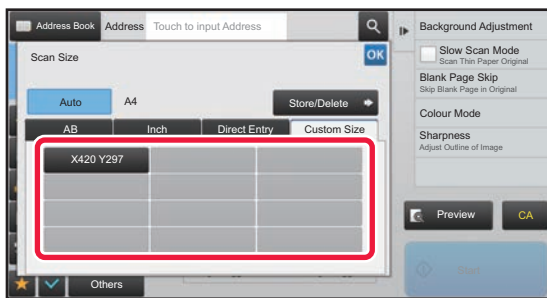 Address Book Address Touch to input Address
Scan Size OK
Auto A4 Store/Delete
AB Inch Direct Entry Custom Size
X420 Y297
Others
Background Adjustment
Slow Scan Mode
Scan Thin Paper Original
Blank Page Skip
Skip Blank Page in Original
Colour Mode
Sharpness
Adjust Outline of Image
Preview CA
Start